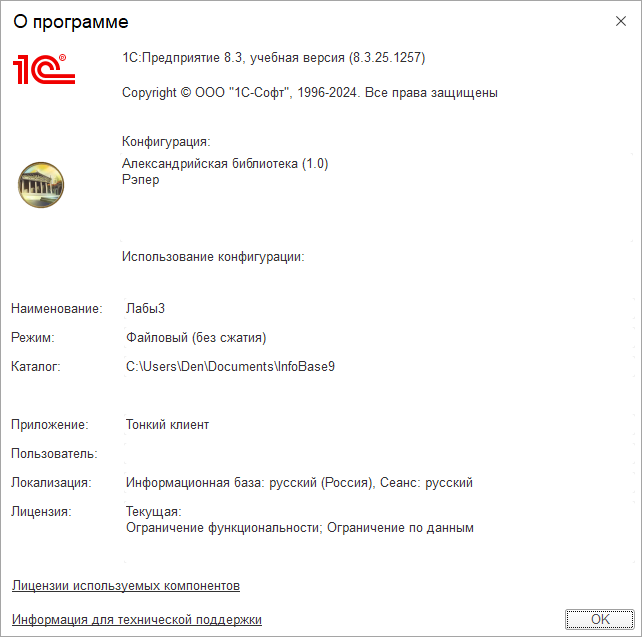 О программе
1С®
1С:Предприятие 8.3, учебная версия (8.3.25.1257)
Copyright © ООО "1С-Софт", 1996-2024. Все права защищены
Конфигурация:
Александрийская библиотека (1.0)
Рэпер
Использование конфигурации:
Наименование: Лабы3
Режим: Файловый (без сжатия)
Каталог: C:\Users\Den\Documents\InfoBase9
Приложение: Тонкий клиент
Пользователь:
Локализация: Информационная база: русский (Россия), Сеанс: русский
Лицензия: Текущая:
Ограничение функциональности; Ограничение по данным
Лицензии используемых компонентов
Информация для технической поддержки
OK